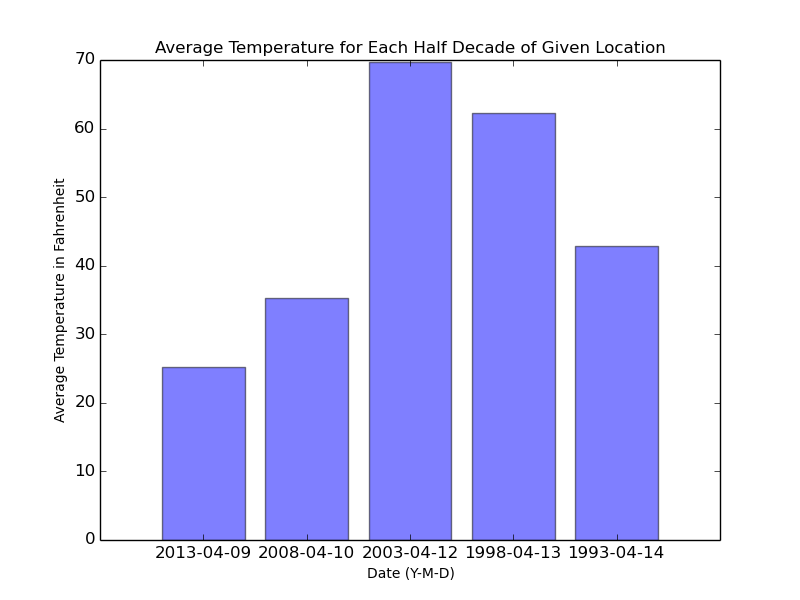 Average Temperature for Each Half Decade of Given Location
70
60
50
40
30
20
10
0
Average Temperature in Fahrenheit
2013-04-09 2008-04-10 2003-04-12 1998-04-13 1993-04-14
Date (Y-M-D)